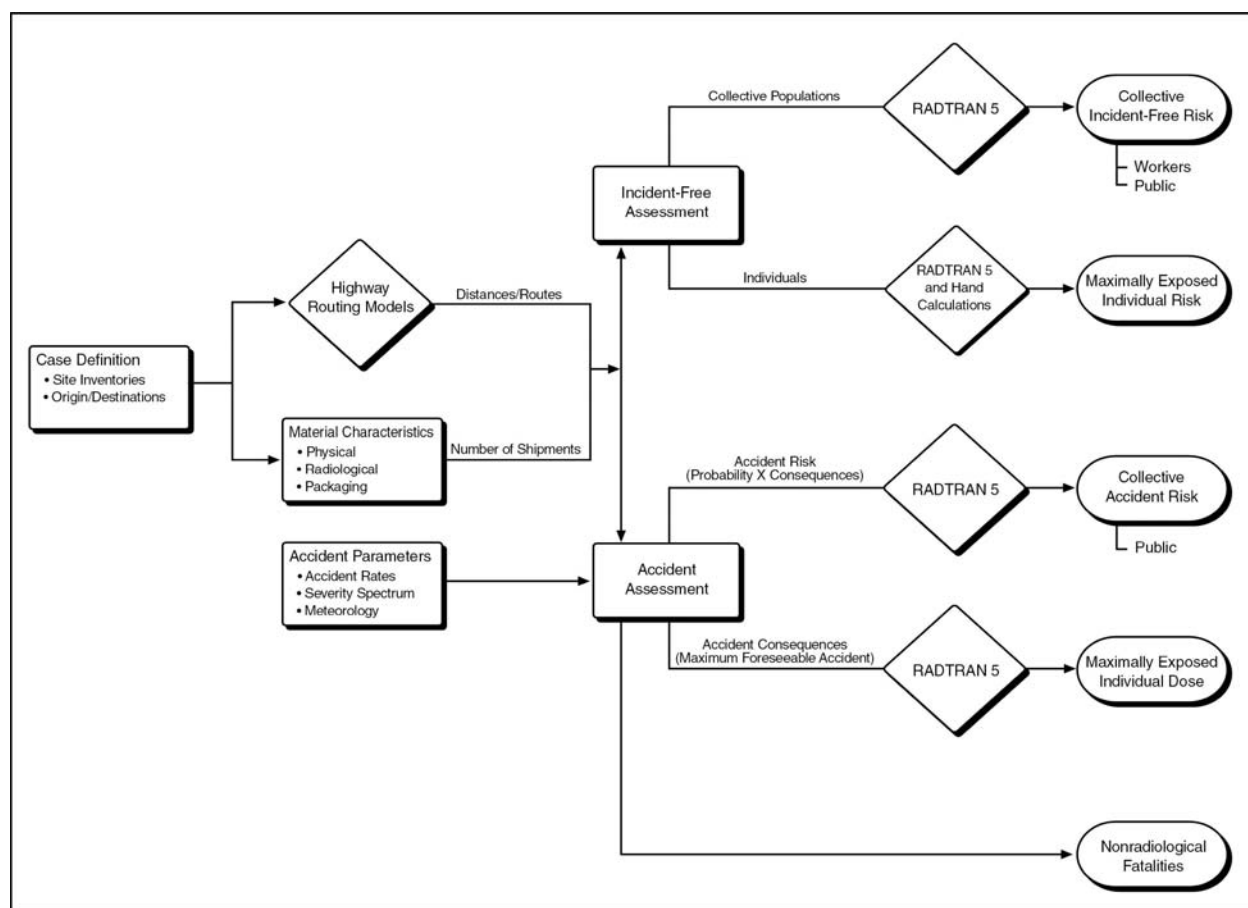 Case Definition
• Site Inventories
• Origin/Destinations
Highway
Routing Models
Distances/Routes
Material Characteristics
• Physical
• Radiological
• Packaging
Number of Shipments
Accident Parameters
• Accident Rates
• Severity Spectrum
• Meteorology
Incident-Free
Assessment
Collective Populations
RADTRAN 5
Collective
Incident-Free Risk
Workers
Public
Individuals
RADTRAN 5
and Hand
Calculations
Maximally Exposed
Individual Risk
Accident
Assessment
Accident Risk
(Probability X Consequences)
RADTRAN 5
Collective
Accident Risk
Public
Accident Consequences
(Maximum Foreseeable Accident)
RADTRAN 5
Maximally Exposed
Individual Dose
Nonradiological
Fatalities